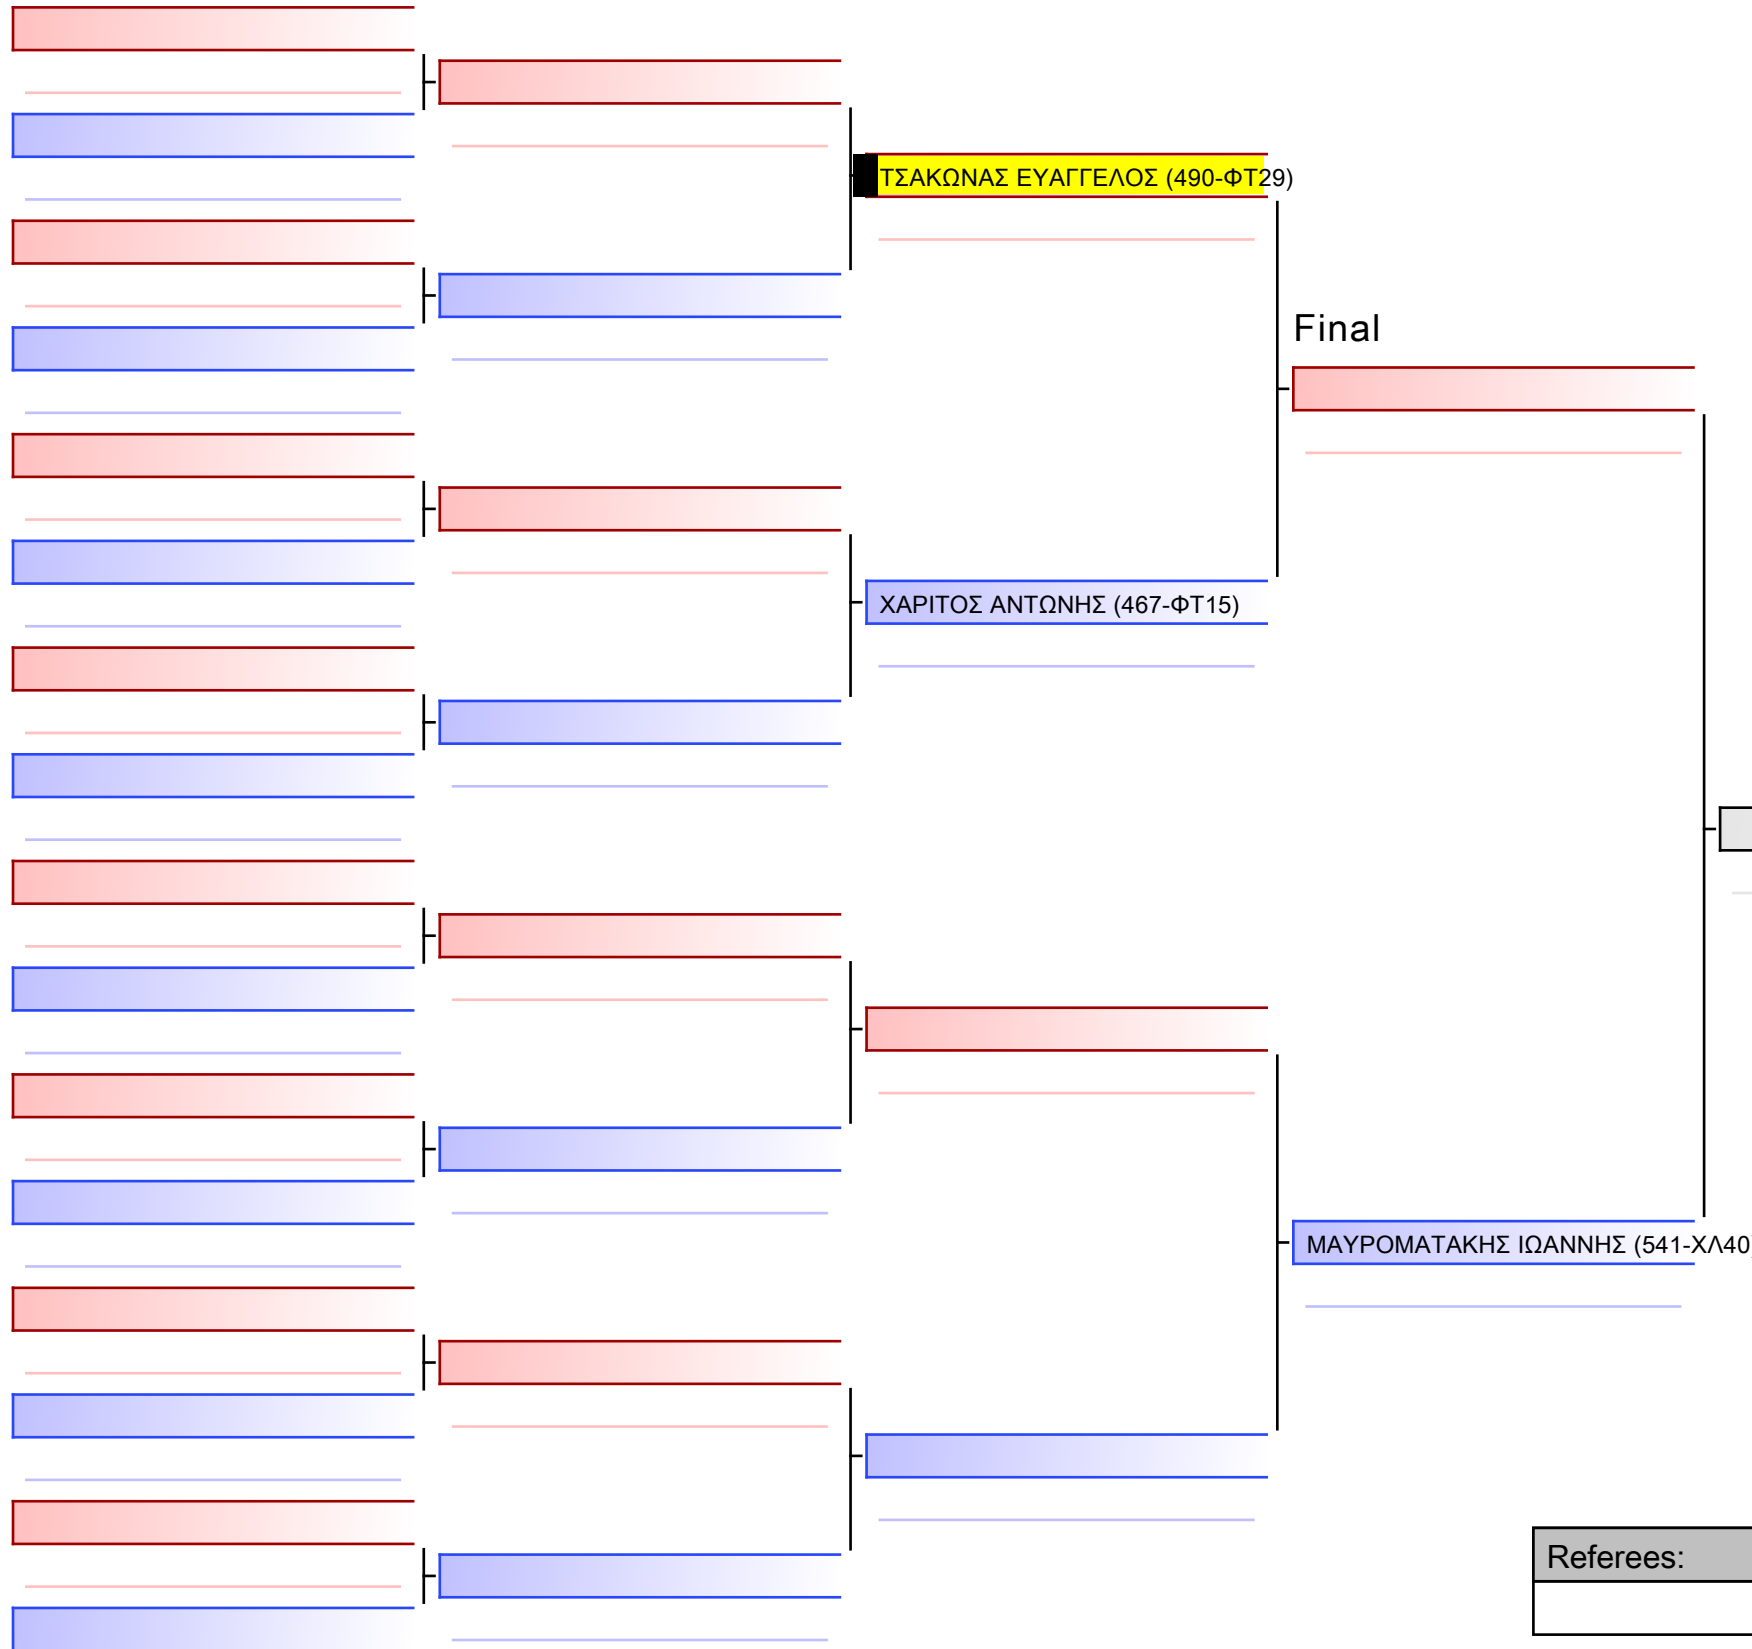 ΤΣΑΚΩΝΑΣ ΕΥΑΓΓΕΛΟΣ (490-ΦΤ29)
Final
ΧΑΡΙΤΟΣ ΑΝΤΩΝΗΣ (467-ΦΤ15)
ΜΑΥΡΟΜΑΤΑΚΗΣ ΙΩΑΝΝΗΣ (541-ΧΛ40)
Referees: